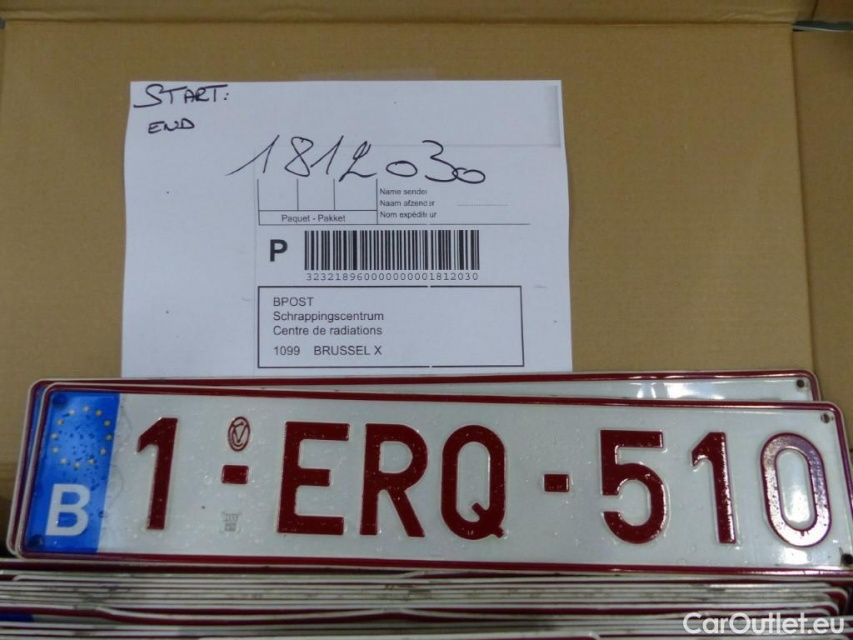 START:
END
1812030
Name sender
Naam afzender
Nom expéditeur
Paquet - Pakket
P
323218960000000001812030
BPOST
Schrappingscentrum
Centre de radiations
1099 BRUSSEL X
B
1-ERQ-510
CarOutlet.eu